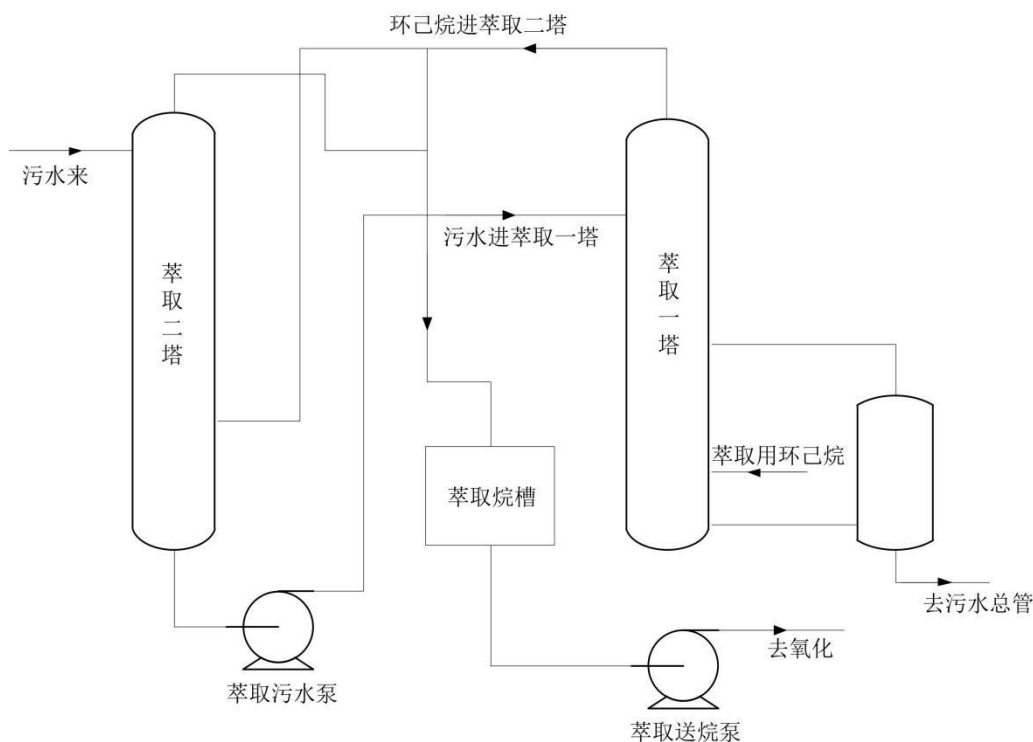 环己烷进萃取二塔
污水来
污水进萃取一塔
萃取二塔
萃取一塔
萃取用环己烷
萃取烷槽
去污水总管
去氧化
萃取污水泵
萃取送烷泵